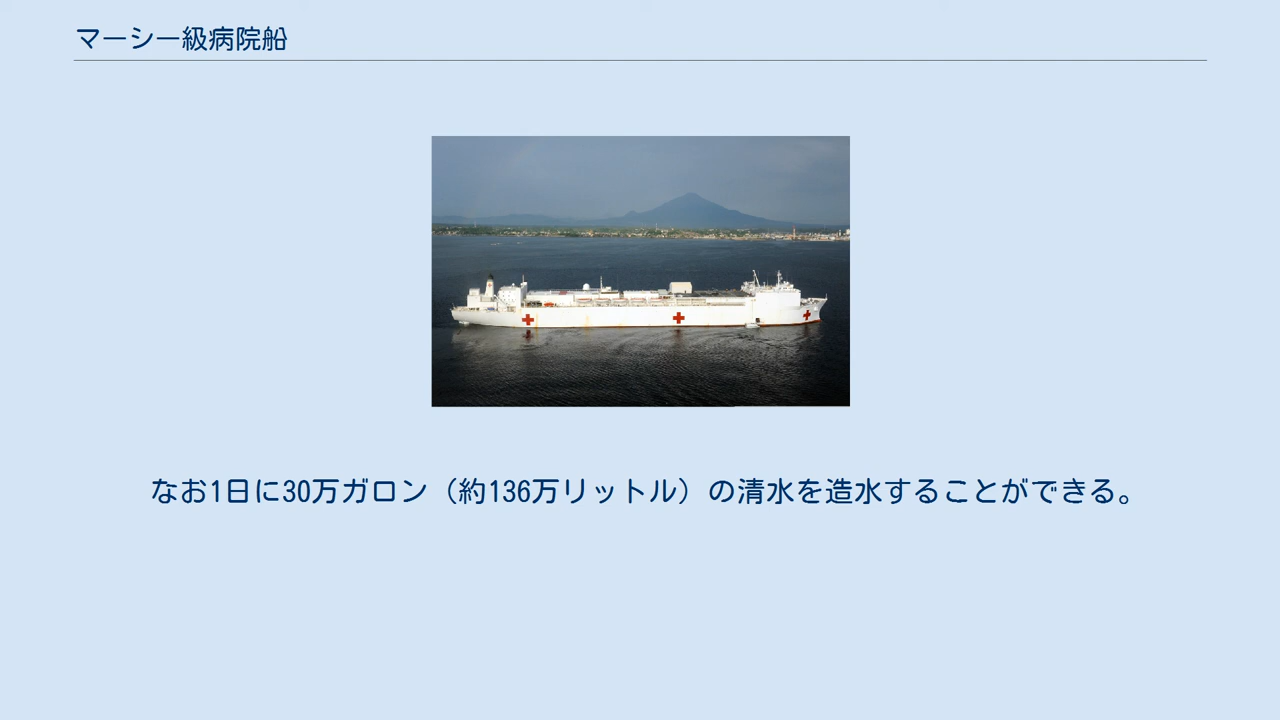 マーシー級病院船
なお1日に30万ガロン（約136万リットル）の清水を造水することができる。